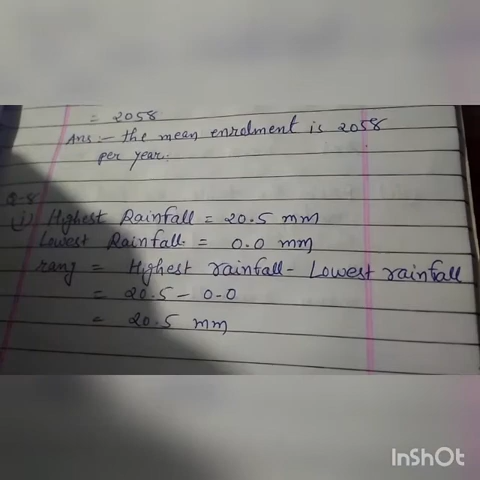 = 2058
Ans :- the mean enrolment is 2058
per year.
Q-8
(i) Highest Rainfall = 20.5 mm
Lowest Rainfall = 0.0 mm
rang = Highest rainfall - Lowest rainfall
= 20.5 - 0.0
= 20.5 mm
InShOt